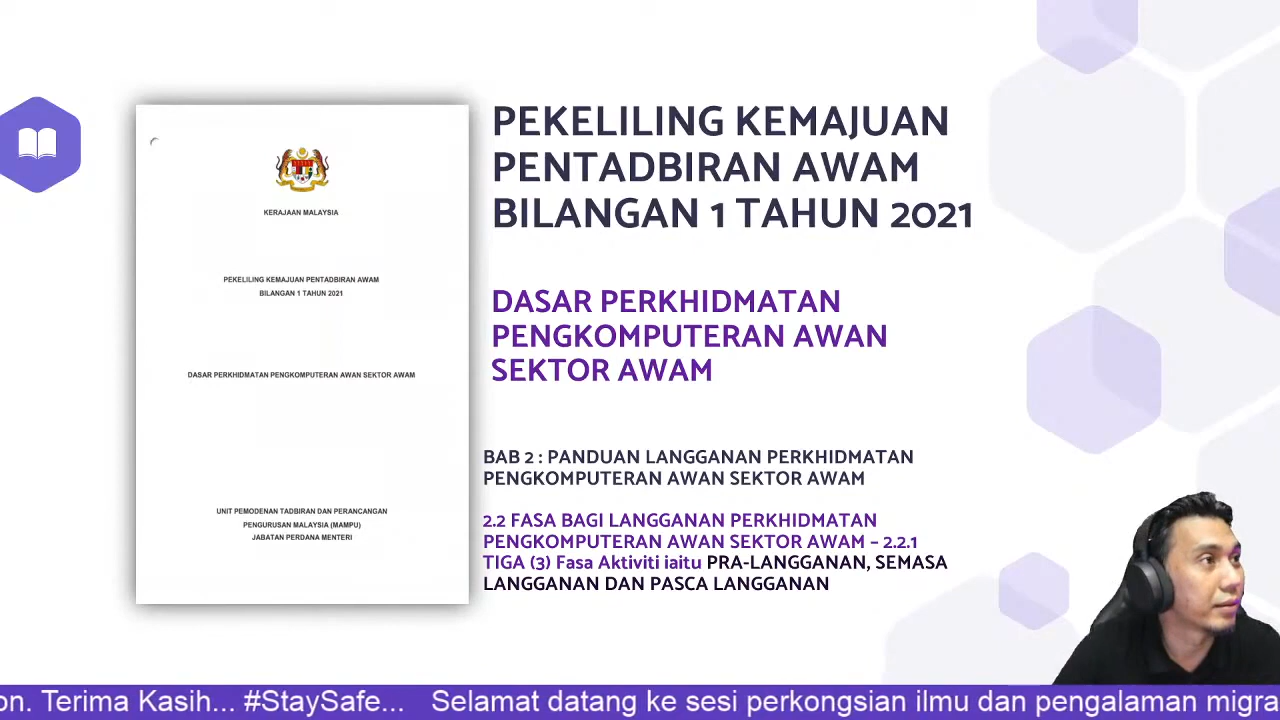 KERAJAAN MALAYSIA
PEKELILING KEMAJUAN PENTADBIRAN AWAM
BILANGAN 1 TAHUN 2021
DASAR PERKHIDMATAN PENGKOMPUTERAN AWAN SEKTOR AWAM
UNIT PEMODENAN TADBIRAN DAN PERANCANGAN
PENGURUSAN MALAYSIA (MAMPU)
JABATAN PERDANA MENTERI
PEKELILING KEMAJUAN
PENTADBIRAN AWAM
BILANGAN 1 TAHUN 2021
DASAR PERKHIDMATAN
PENGKOMPUTERAN AWAN
SEKTOR AWAM
BAB 2 : PANDUAN LANGGANAN PERKHIDMATAN
PENGKOMPUTERAN AWAN SEKTOR AWAM
2.2 FASA BAGI LANGGANAN PERKHIDMATAN
PENGKOMPUTERAN AWAN SEKTOR AWAM – 2.2.1
TIGA (3) Fasa Aktiviti iaitu PRA-LANGGANAN, SEMASA
LANGGANAN DAN PASCA LANGGANAN
on. Terima Kasih... #StaySafe... Selamat datang ke sesi perkongsian ilmu dan pengalaman migra